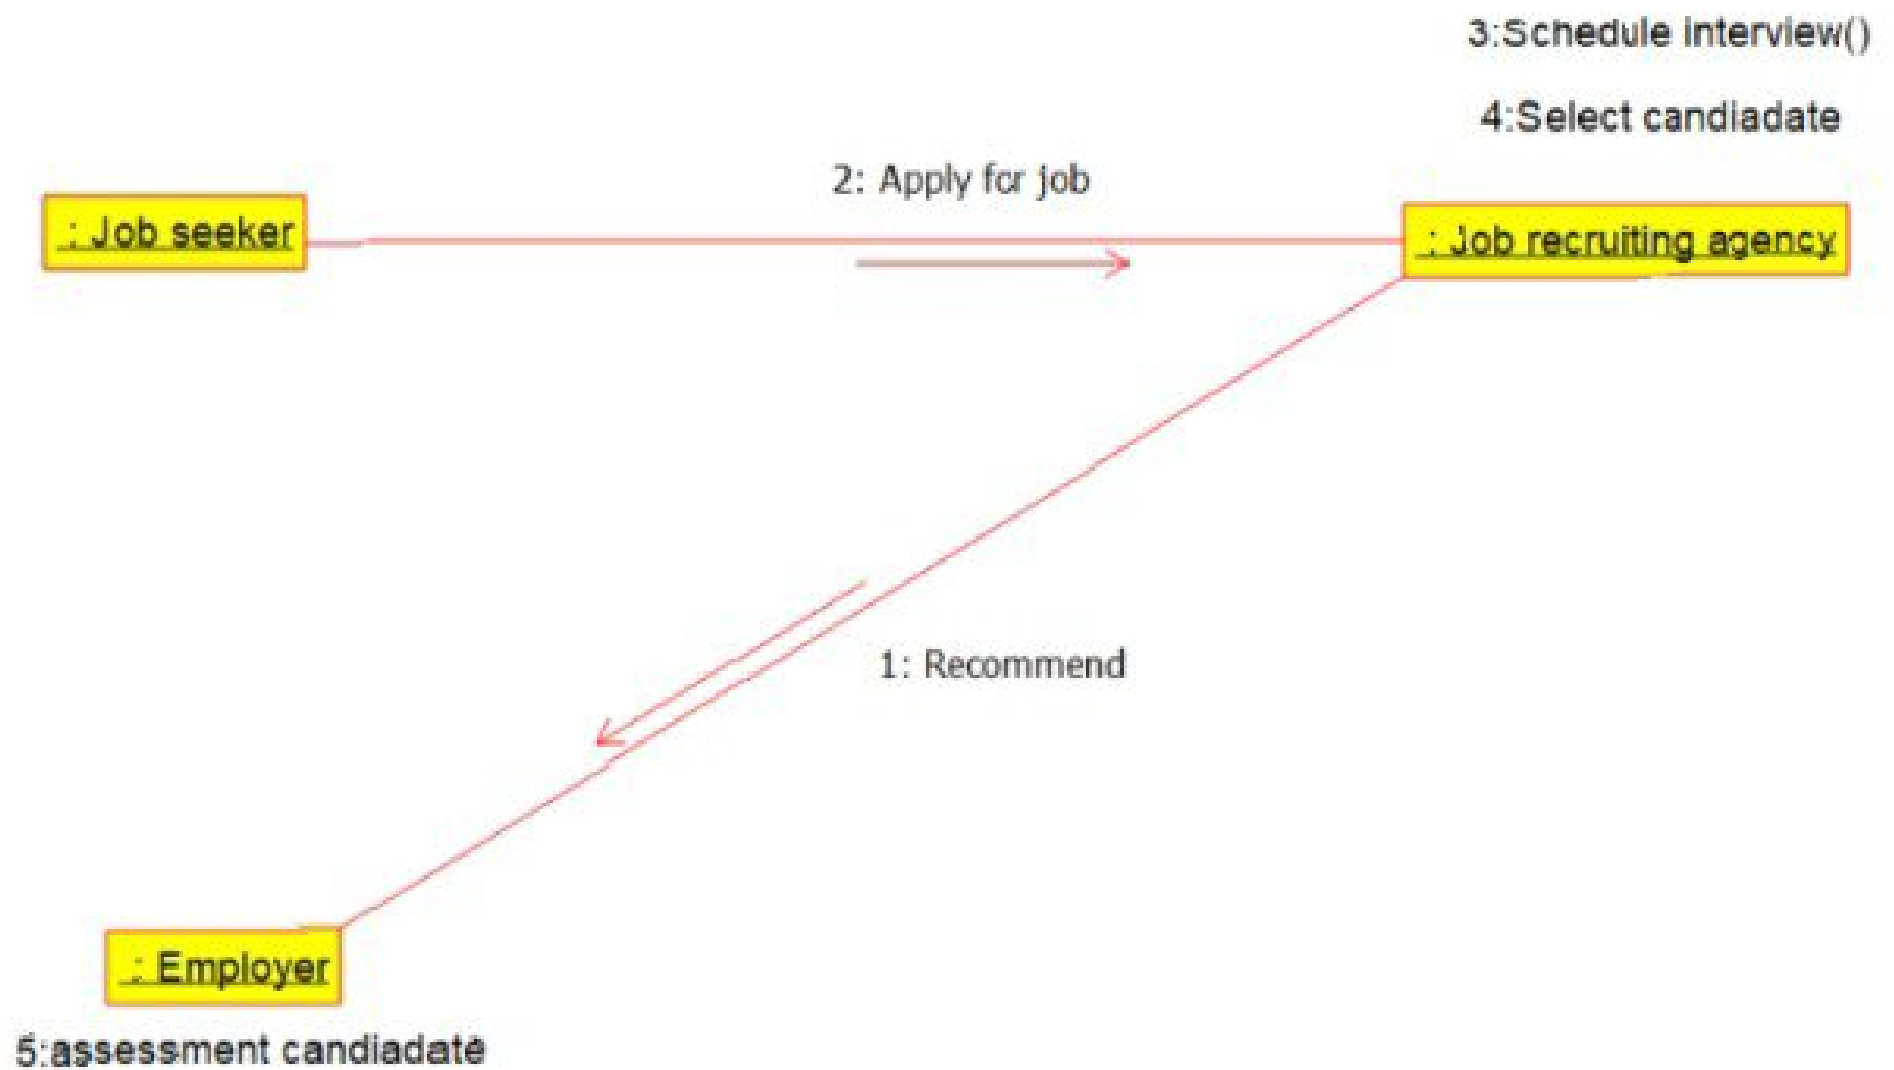 3:Schedule interview()
4:Select candiadate
2: Apply for job
: Job seeker
: Job recruiting agency
1: Recommend
: Employer
5:assessment candiadate